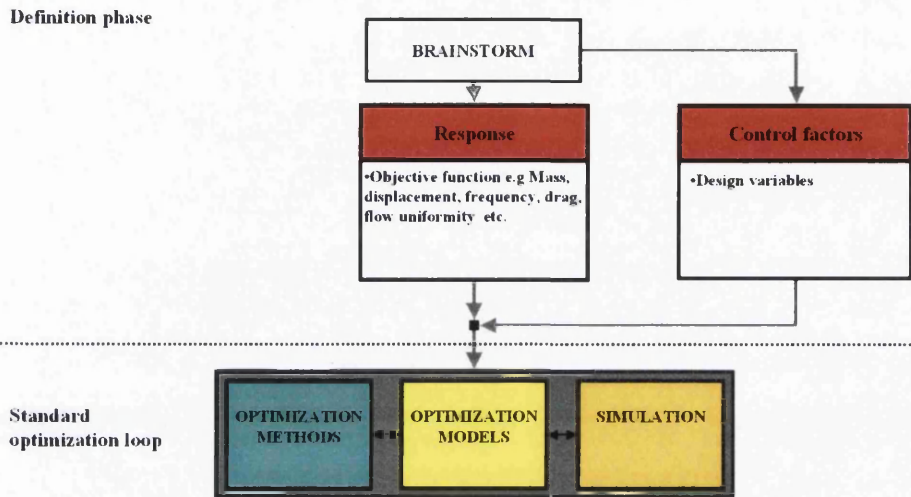 Definition phase
BRAINSTORM
Response
Control factors
•Objective function e.g Mass,
displacement, frequency, drag,
flow uniformity etc.
•Design variables
Standard
optimization loop
OPTIMIZATION
METHODS
OPTIMIZATION
MODELS
SIMULATION